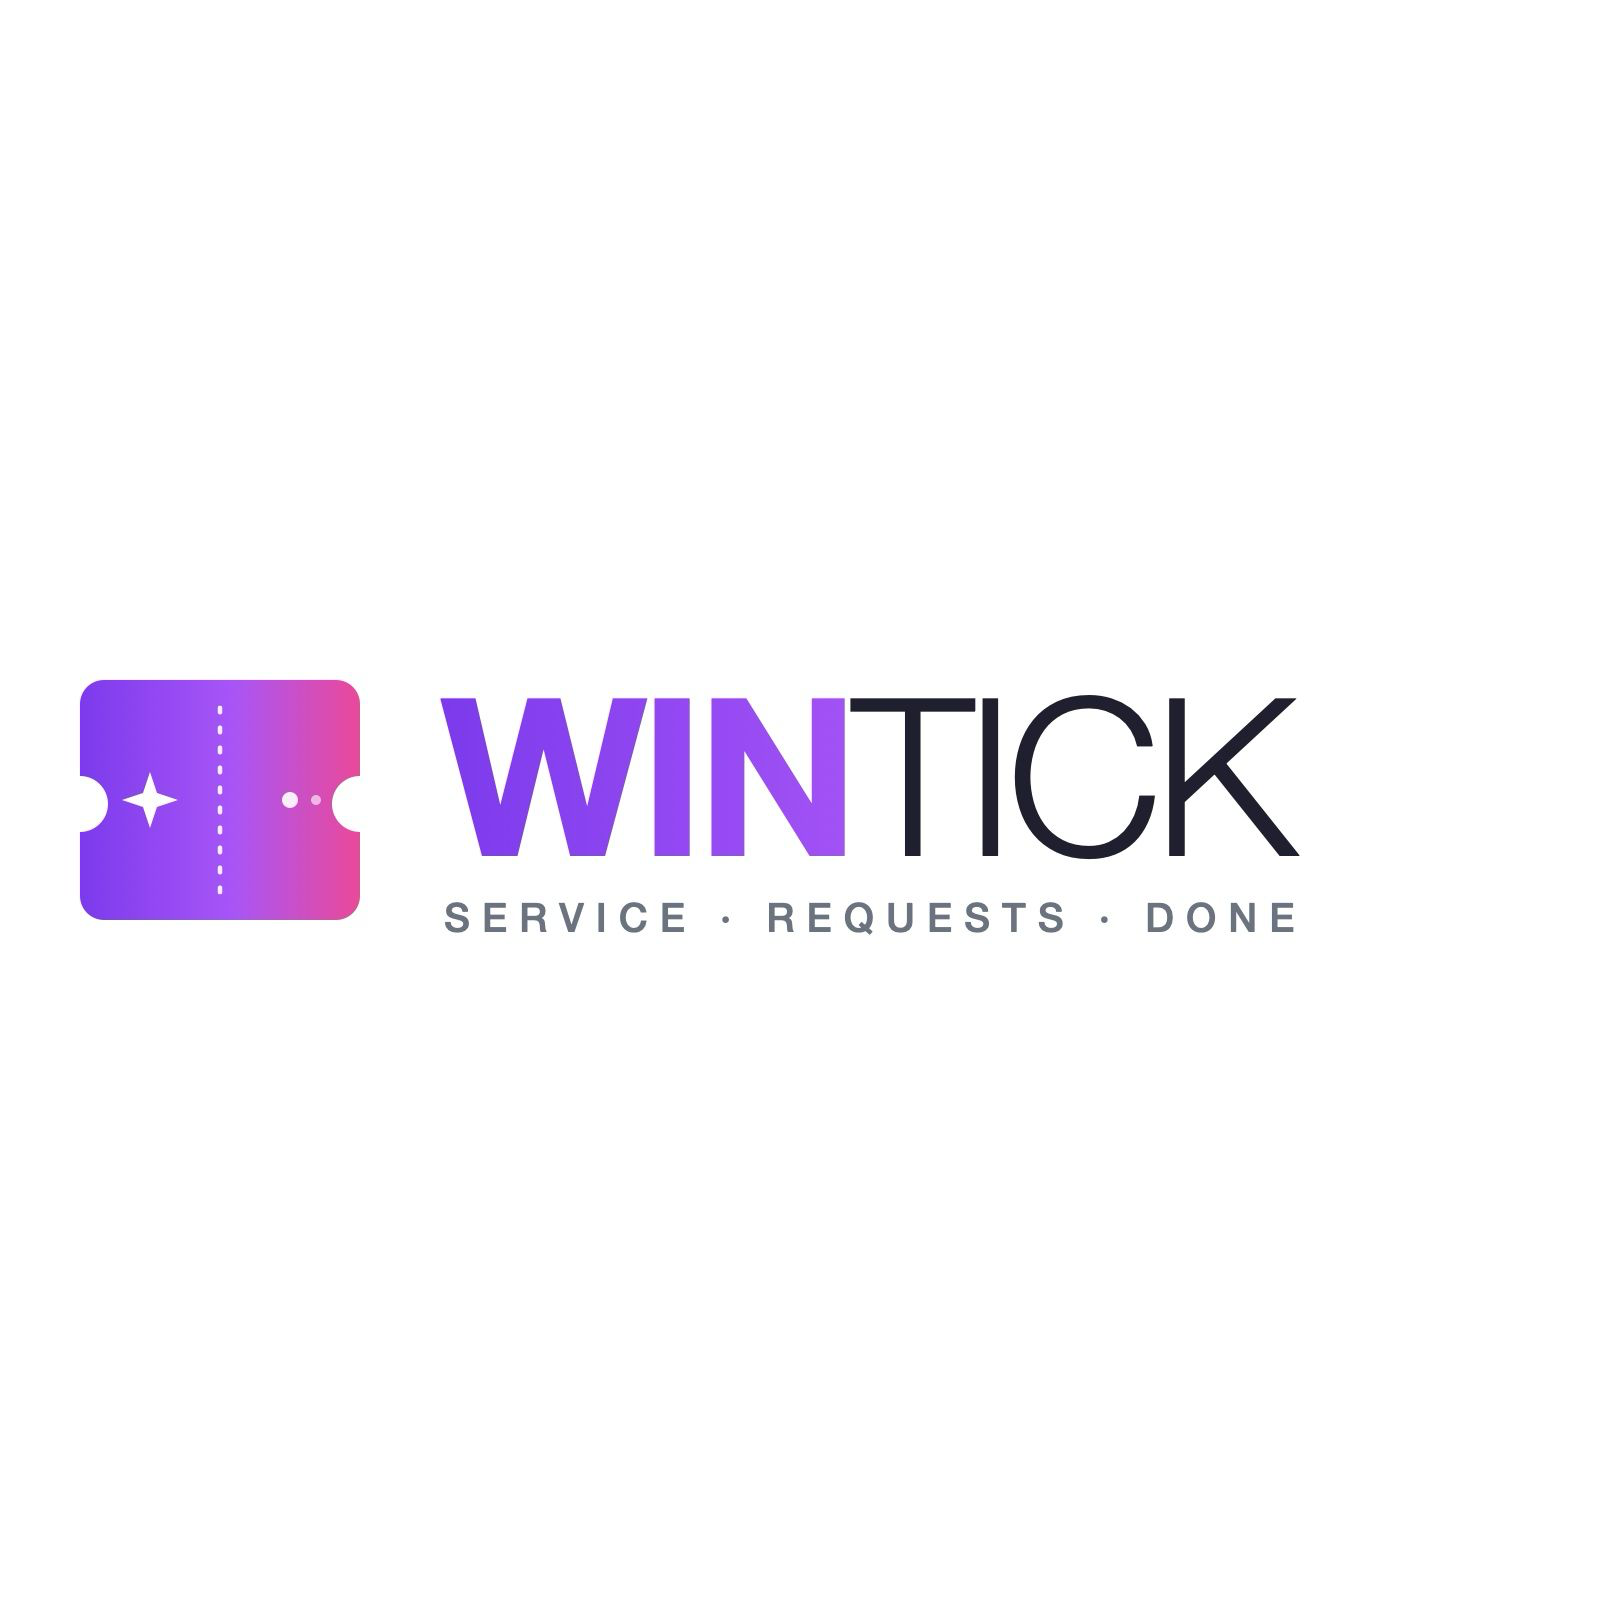 WINTICK
SERVICE · REQUESTS · DONE